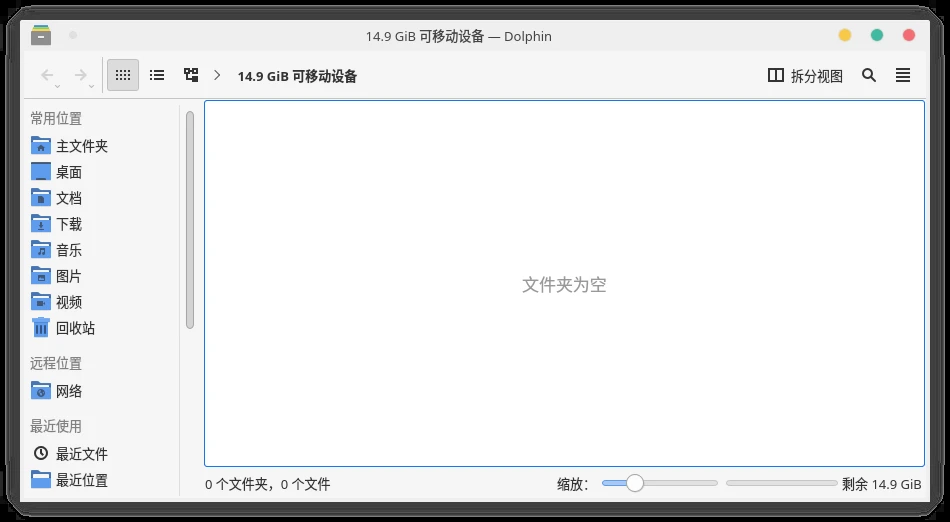 14.9 GiB 可移动设备 — Dolphin
14.9 GiB 可移动设备
拆分视图
常用位置
主文件夹
桌面
文档
下载
音乐
图片
视频
回收站
远程位置
网络
最近使用
最近文件
最近位置
文件夹为空
0 个文件夹，0 个文件
缩放：
剩余 14.9 GiB